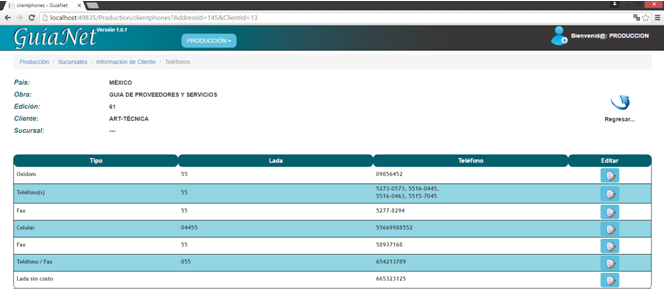 clientphones - GuiaNet
localhost:49835/Production/clientphones?AddressId=145&CLientId=13
GuíaNet Versión 1.0.1
PRODUCCIÓN
Bienvenid@: PRODUCCION
Producción / Sucursales / Información de Cliente / Teléfonos
País: MÉXICO
Obra: GUIA DE PROVEEDORES Y SERVICIOS
Edición: 61
Cliente: ART-TÉCNICA
Sucursal: ---
Regresar...
Tipo Lada Teléfono Editar
Oxidom 55 09856452
Teléfono(s) 55 5273-0573, 5516-0445,
5516-0463, 5515-7045
Fax 55 5277-8294
Celular 04455 55669988552
Fax 55 58937168
Teléfono / Fax 055 654213789
Lada sin costo 665323125